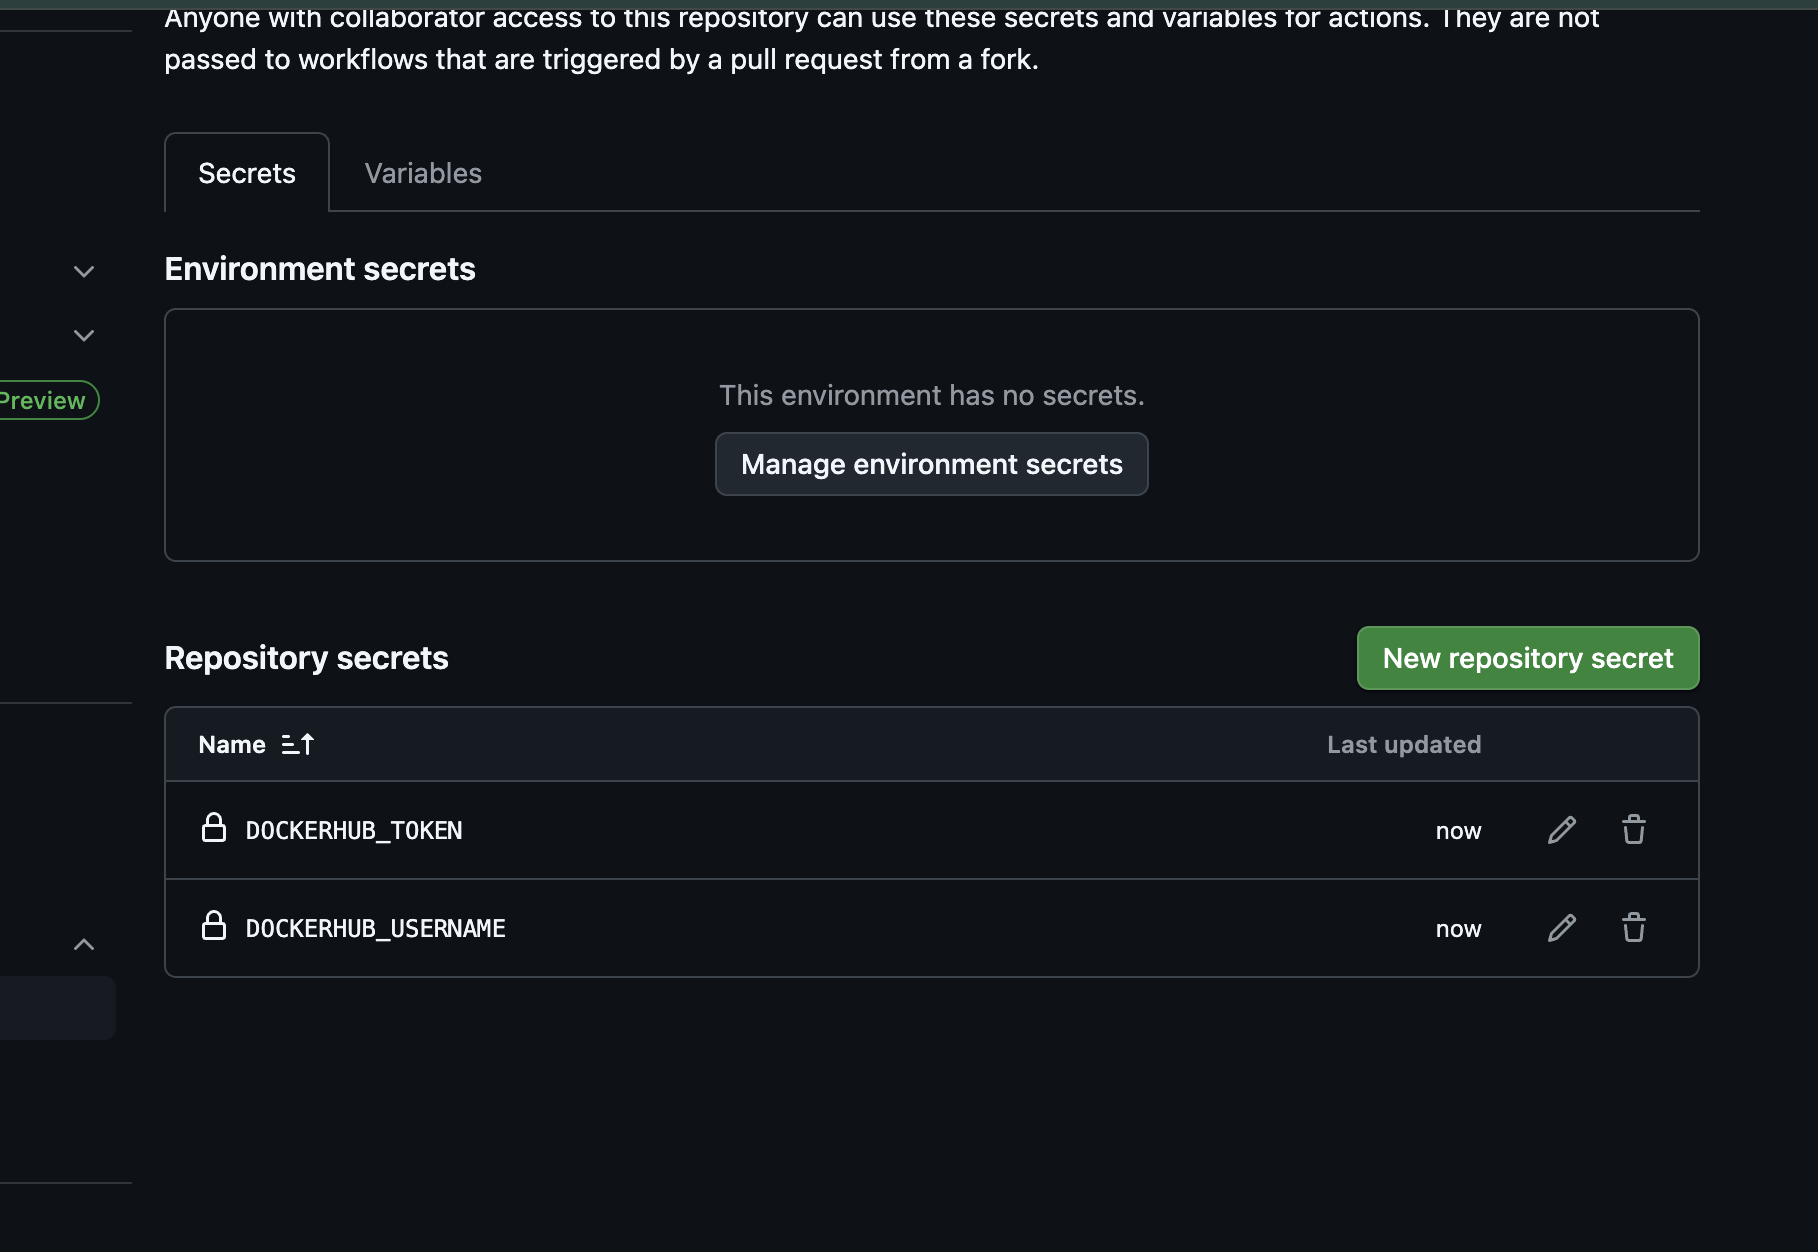 Anyone with collaborator access to this repository can use these secrets and variables for actions. They are not
passed to workflows that are triggered by a pull request from a fork.
Secrets
Variables
Environment secrets
Preview
This environment has no secrets.
Manage environment secrets
Repository secrets
New repository secret
Name
Last updated
DOCKERHUB_TOKEN
now
DOCKERHUB_USERNAME
now